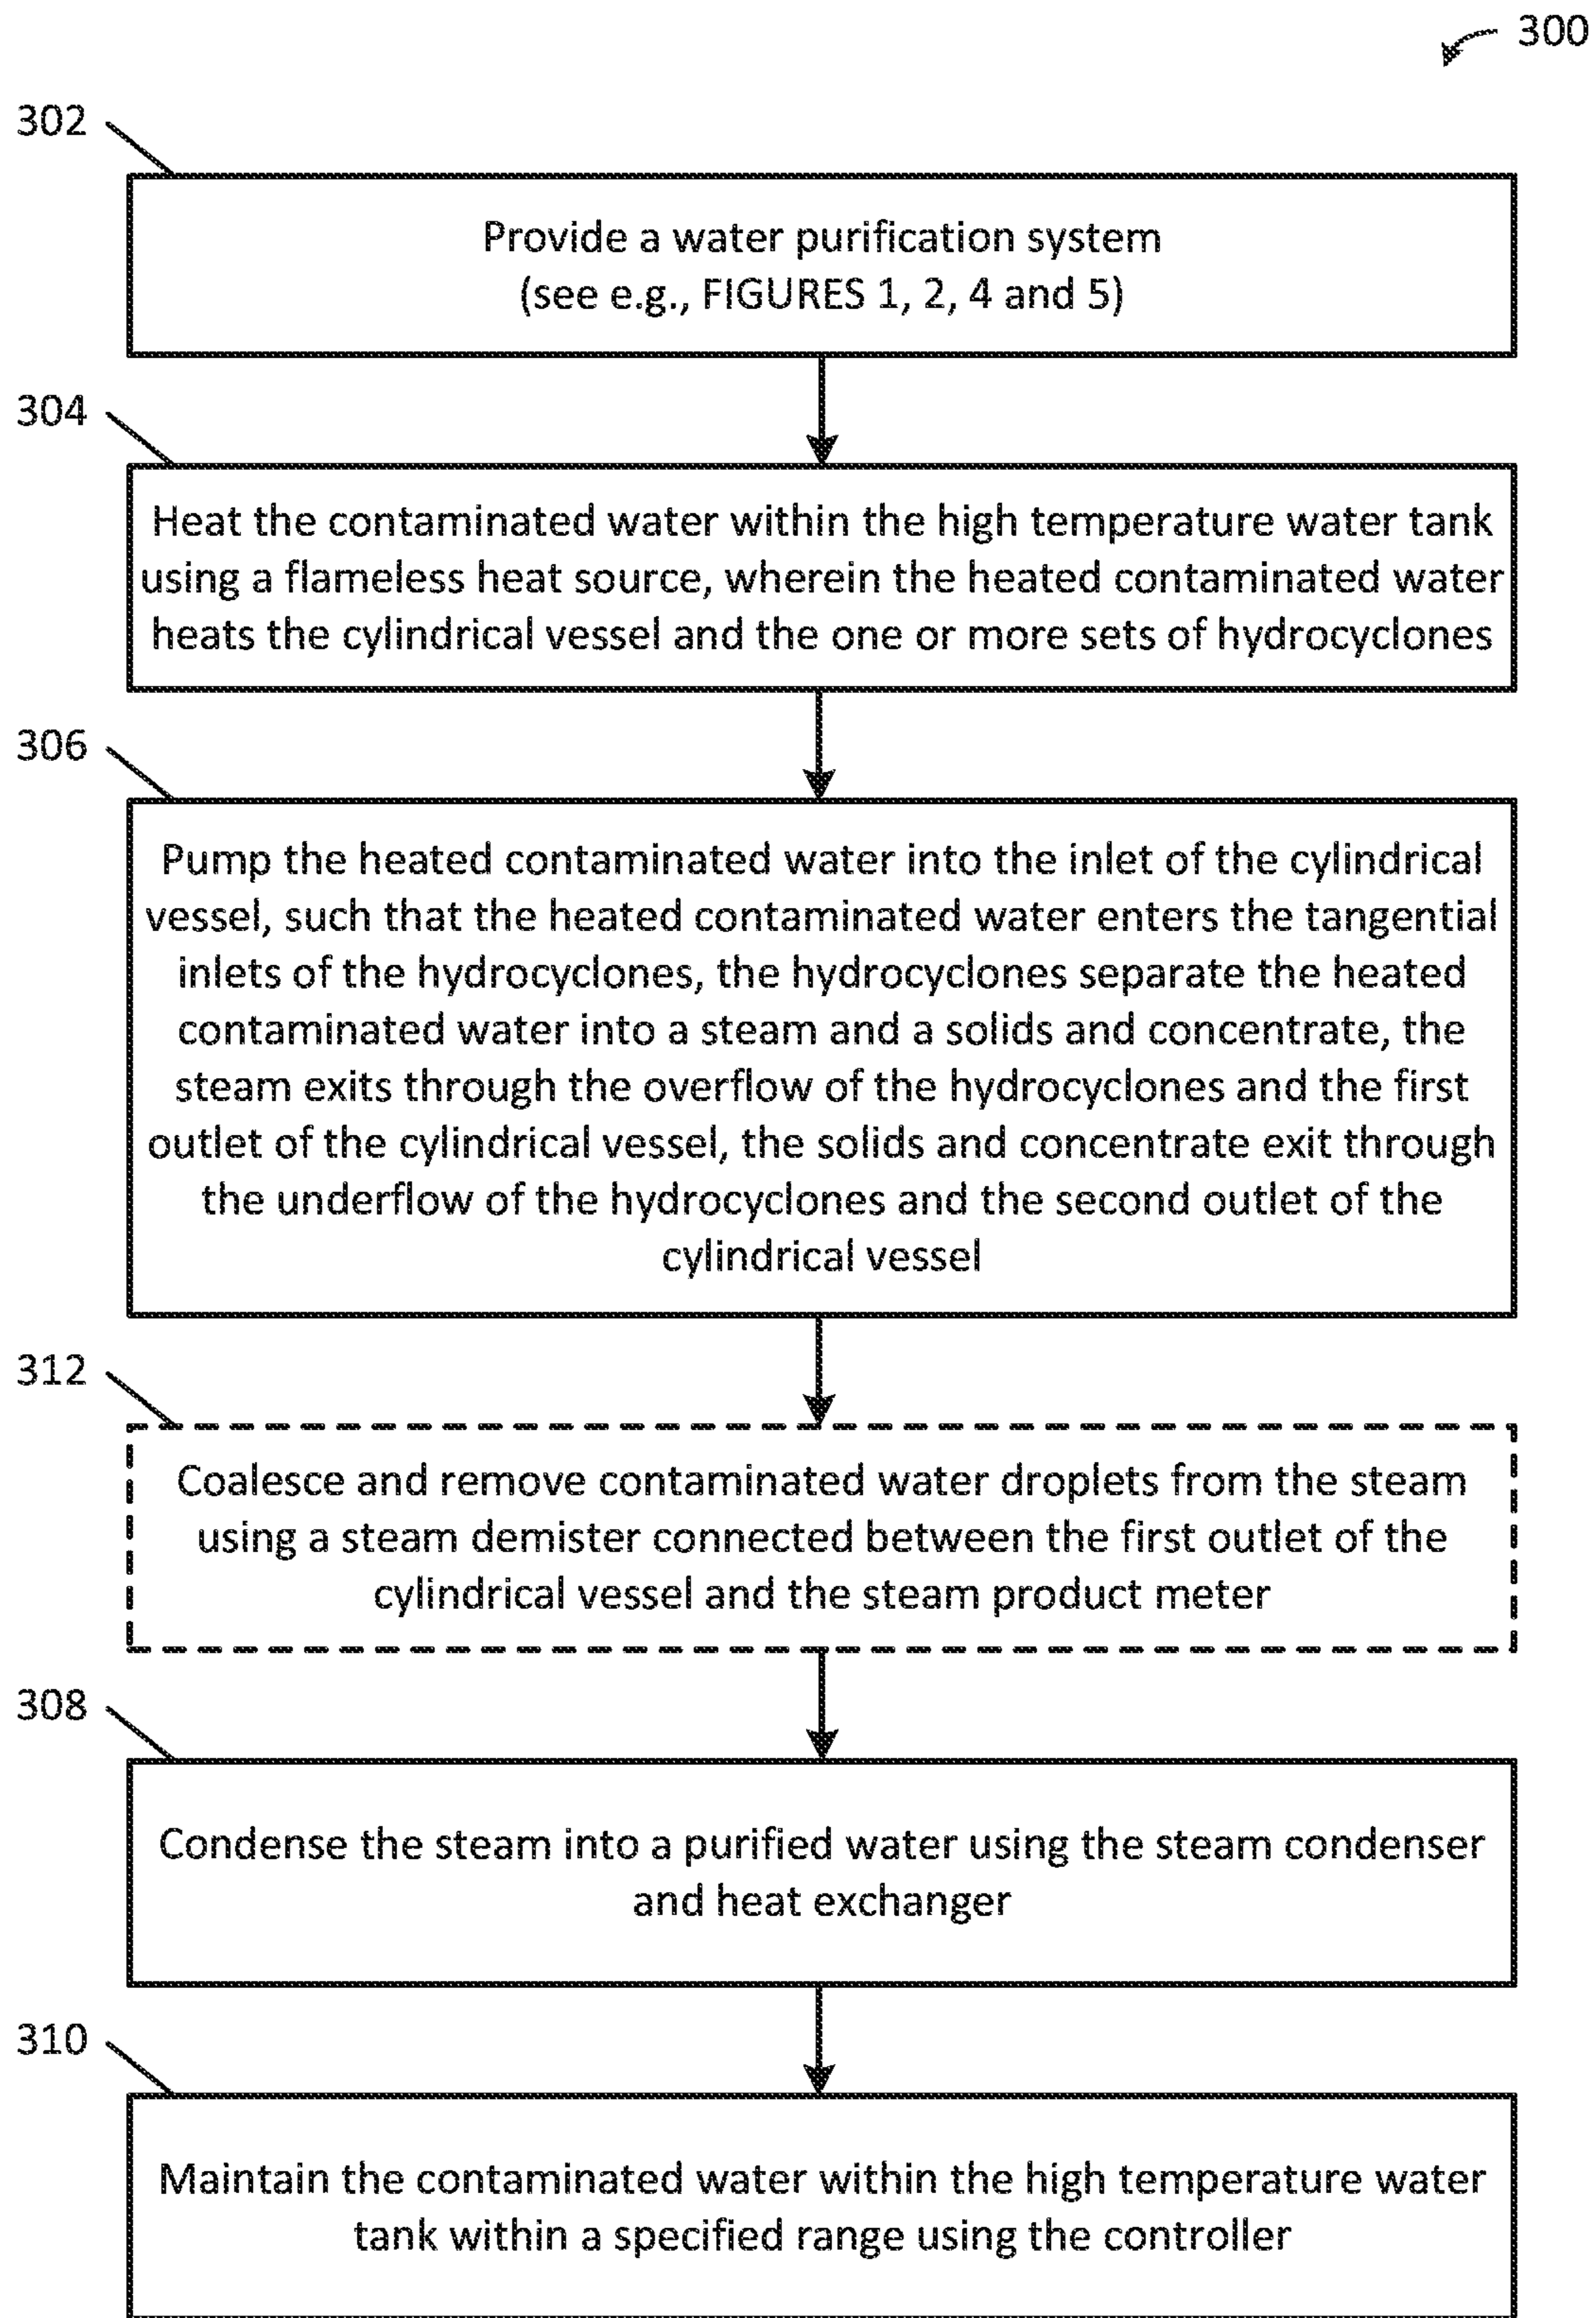 300
302
Provide a water purification system
(see e.g., FIGURES 1, 2, 4 and 5)
304
Heat the contaminated water within the high temperature water tank
using a flameless heat source, wherein the heated contaminated water
heats the cylindrical vessel and the one or more sets of hydrocyclones
306
Pump the heated contaminated water into the inlet of the cylindrical
vessel, such that the heated contaminated water enters the tangential
inlets of the hydrocyclones, the hydrocyclones separate the heated
contaminated water into a steam and a solids and concentrate, the
steam exits through the overflow of the hydrocyclones and the first
outlet of the cylindrical vessel, the solids and concentrate exit through
the underflow of the hydrocyclones and the second outlet of the
cylindrical vessel
312
Coalesce and remove contaminated water droplets from the steam
using a steam demister connected between the first outlet of the
cylindrical vessel and the steam product meter
308
Condense the steam into a purified water using the steam condenser
and heat exchanger
310
Maintain the contaminated water within the high temperature water
tank within a specified range using the controller